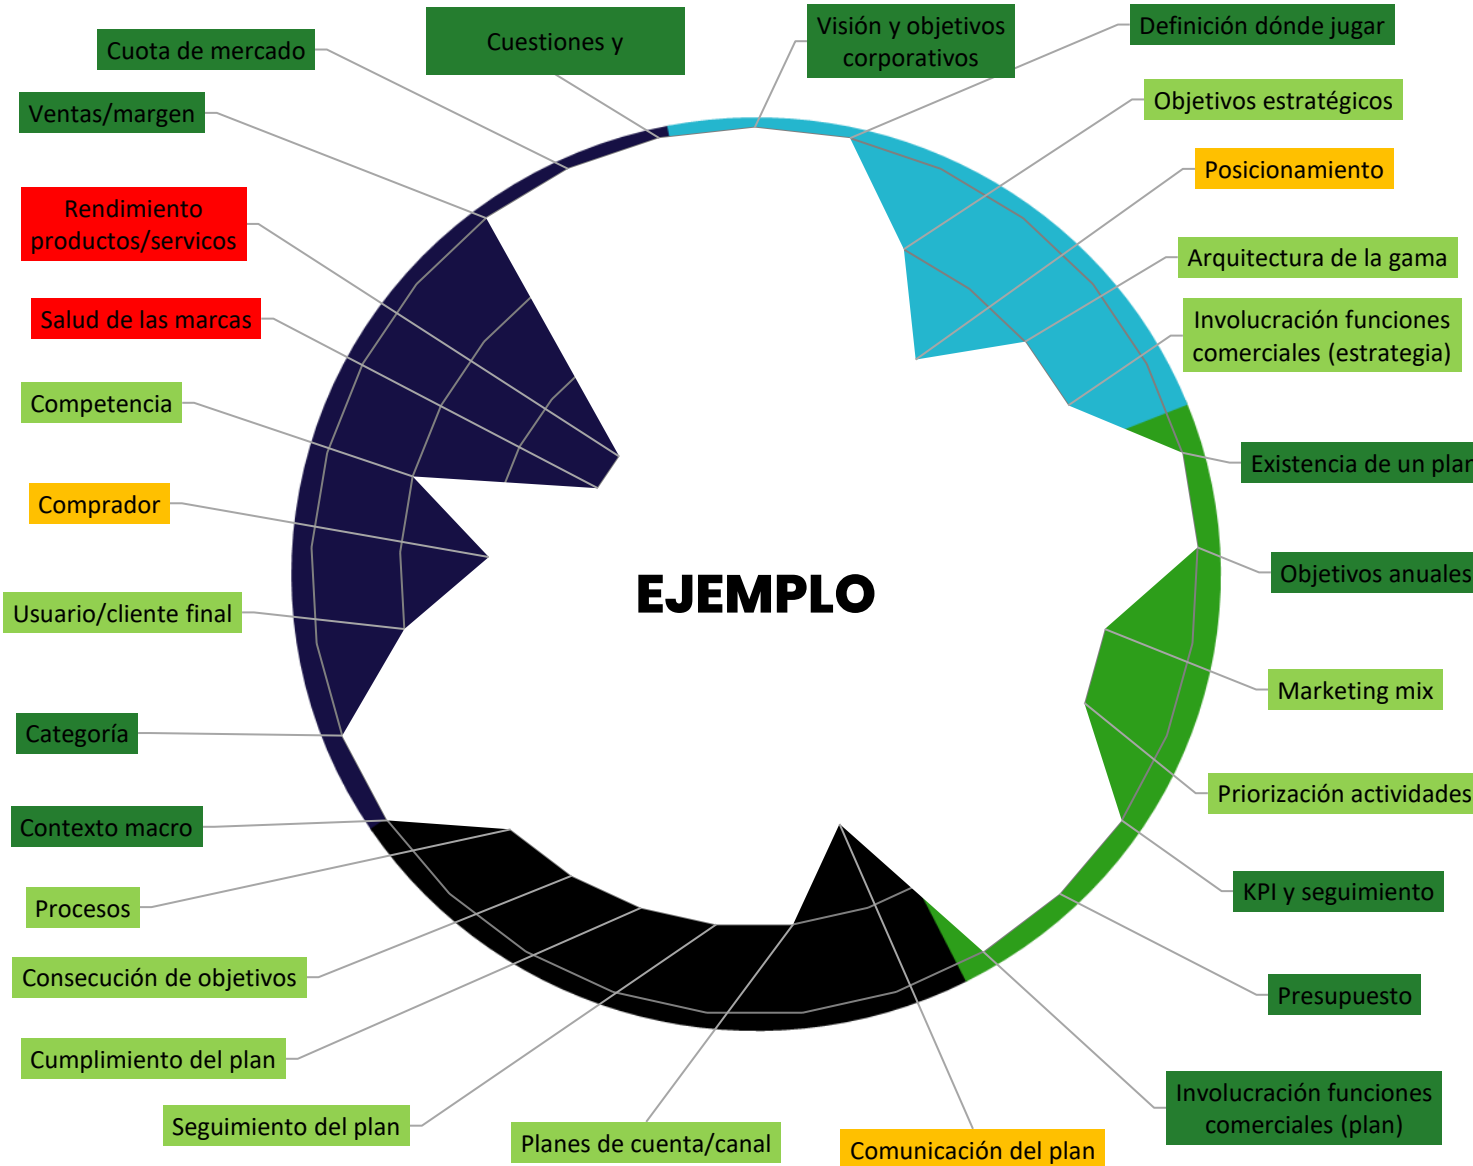 Cuestiones y
Visión y objetivos
corporativos
Definición dónde jugar
Objetivos estratégicos
Posicionamiento
Arquitectura de la gama
Involucración funciones
comerciales (estrategia)
Existencia de un plan
Objetivos anuales
Marketing mix
Priorización actividades
KPI y seguimiento
Presupuesto
Involucración funciones
comerciales (plan)
Comunicación del plan
Planes de cuenta/canal
Seguimiento del plan
Cumplimiento del plan
Consecución de objetivos
Procesos
Contexto macro
Categoría
Usuario/cliente final
Comprador
Competencia
Salud de las marcas
Rendimiento
productos/servicos
Ventas/margen
Cuota de mercado
EJEMPLO